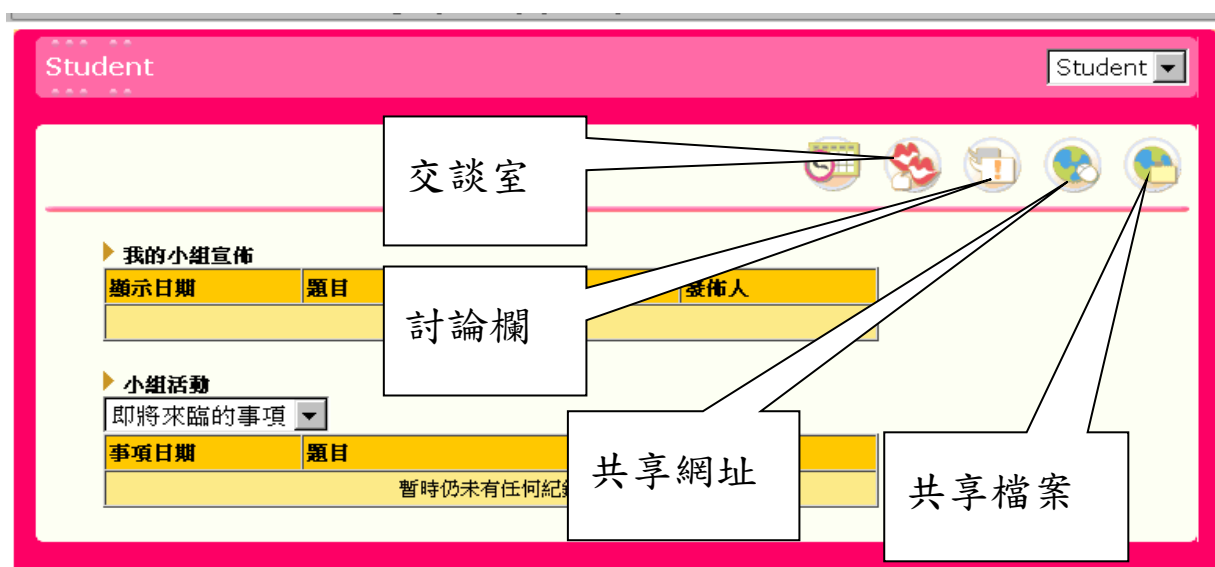 Student
Student
交談室
我的小組宣佈
顯示日期 題目 發佈人
討論欄
小組活動
即將來臨的事項
事項日期 題目
暫時仍未有任何紀
共享網址
共享檔案